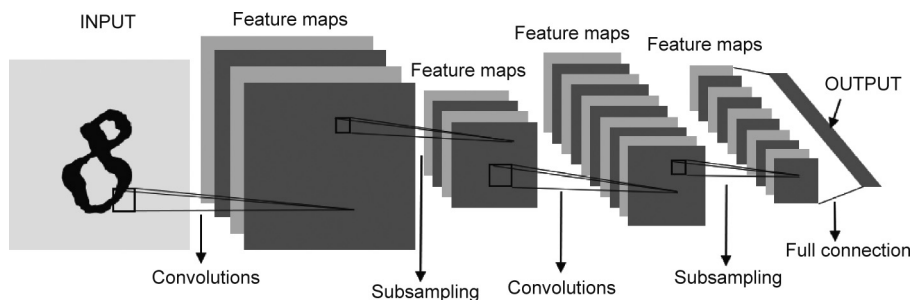 INPUT
Feature maps
Feature maps
Feature maps
Feature maps
OUTPUT
Convolutions
Subsampling
Convolutions
Subsampling
Full connection